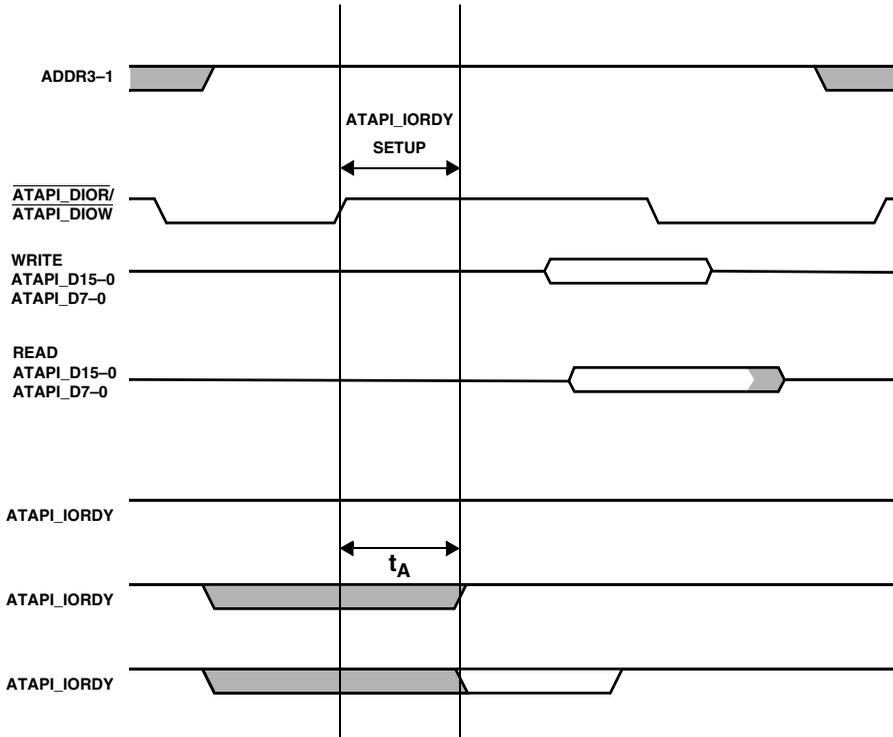 ADDR3–1
ATAPI_IORDY
SETUP
ATAPI_DIOR/
ATAPI_DIOW
WRITE
ATAPI_D15–0
ATAPI_D7–0
READ
ATAPI_D15–0
ATAPI_D7–0
ATAPI_IORDY
tA
ATAPI_IORDY
ATAPI_IORDY